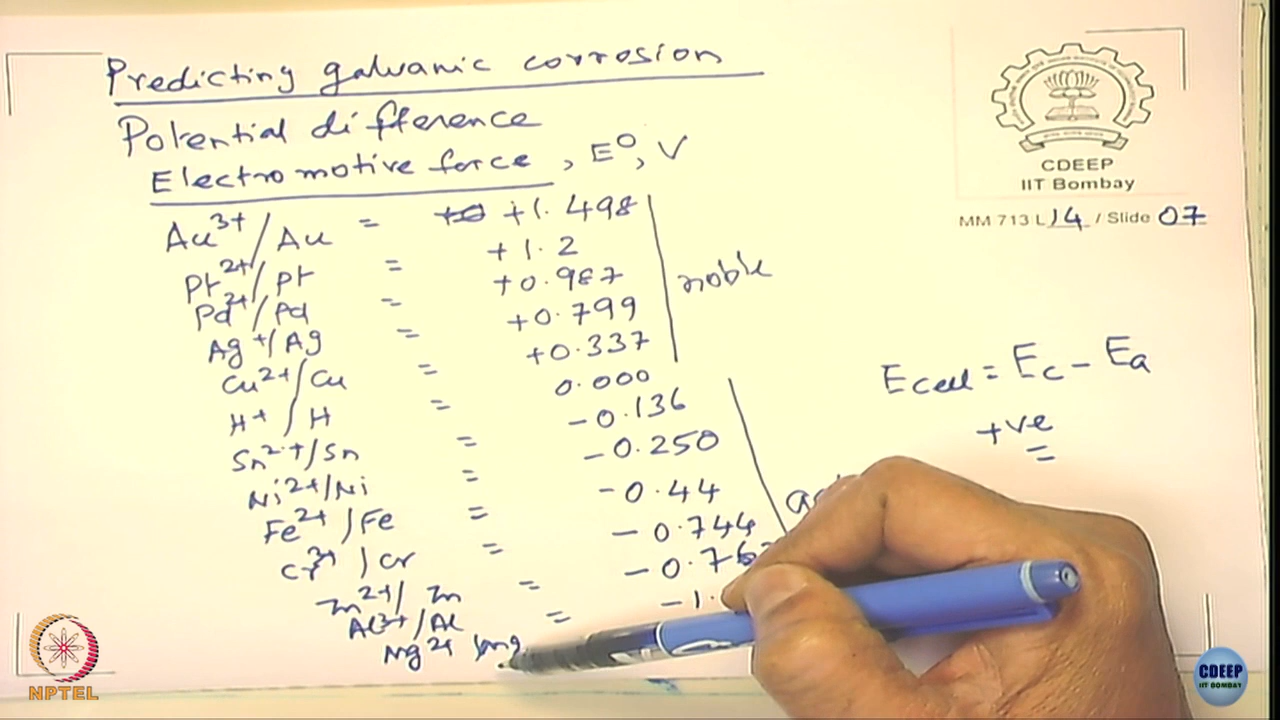 Predicting galvanic corrosion
Potential difference
Electromotive force, E⁰, V
Au³⁺/Au = +1.498
Pt²⁺/Pt = +1.2
Pd²⁺/Pd = +0.987
Ag⁺/Ag = +0.799
Cu²⁺/Cu = +0.337
H⁺/H = 0.000
Sn²⁺/Sn = -0.136
Ni²⁺/Ni = -0.250
Fe²⁺/Fe = -0.44
Cr³⁺/Cr = -0.744
Zn²⁺/Zn = -0.76
Al³⁺/Al = -1.
Mg²⁺
noble
Ecell = Ec - Ea
+ve
CDEEP
IIT Bombay
MM 713 L 14 / Slide 07
NPTEL
CDEEP
IIT BOMBAY